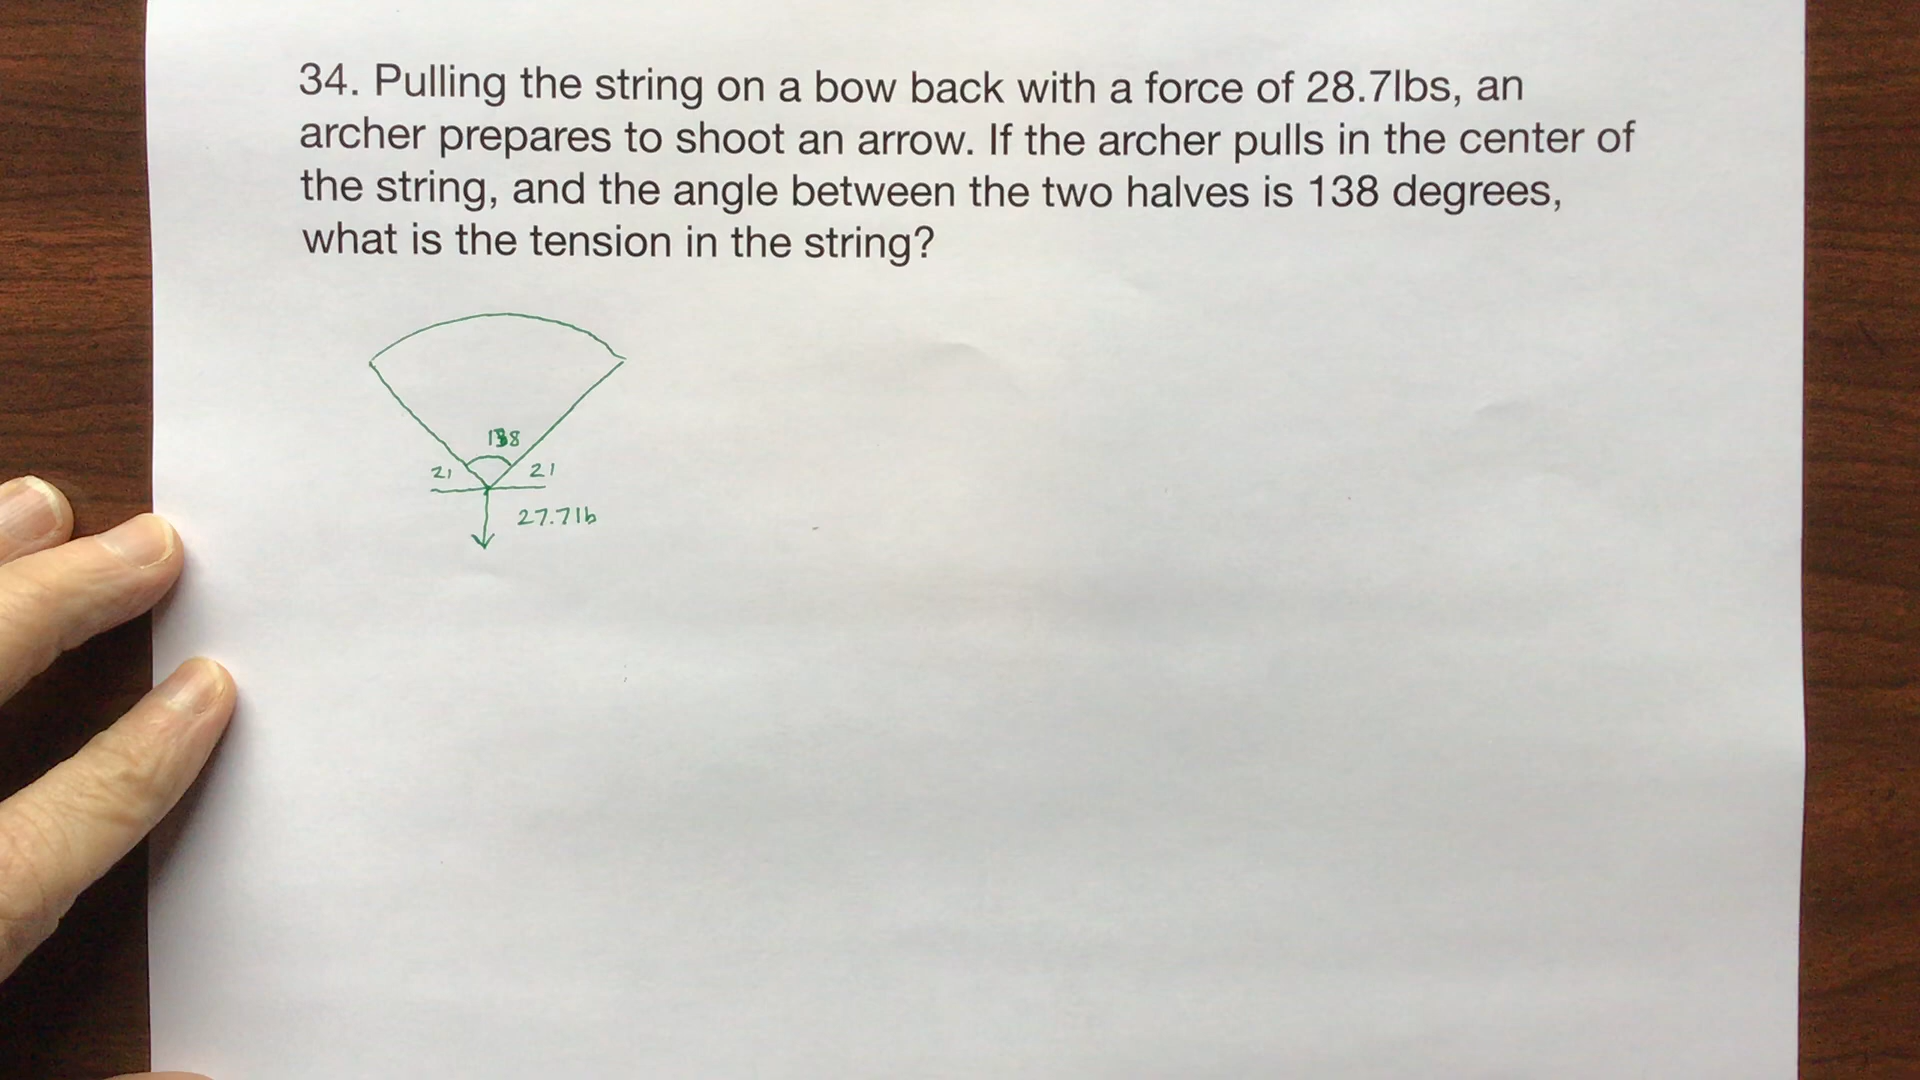 34. Pulling the string on a bow back with a force of 28.7lbs, an
archer prepares to shoot an arrow. If the archer pulls in the center of
the string, and the angle between the two halves is 138 degrees,
what is the tension in the string?
138
21 21
27.7lb